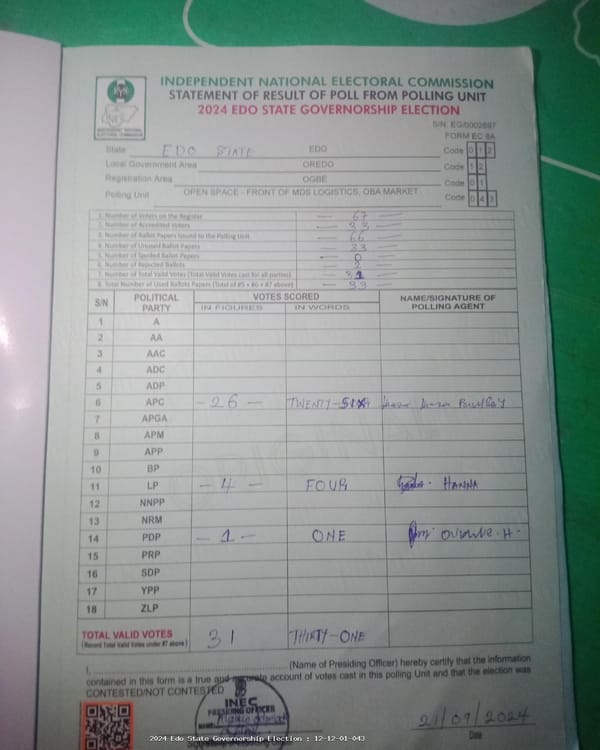 INDEPENDENT NATIONAL ELECTORAL COMMISSION
STATEMENT OF RESULT OF POLL FROM POLLING UNIT
2024 EDO STATE GOVERNORSHIP ELECTION
S/N: EG/0002697
FORM EC 8A
INDEPENDENT NATIONAL ELECTORAL COMMISSION
State EDO STATE EDO Code 0 1 2
Local Government Area OREDO Code 1 2
Registration Area OGBE Code 0 1
Polling Unit OPEN SPACE - FRONT OF MDS LOGISTICS, OBA MARKET Code 0 4 3
1. Number of Voters on the Register — 67 —
2. Number of Accredited Voters — 33 —
3. Number of Ballot Papers Issued to the Polling Unit — 66 —
4. Number of Unused Ballot Papers — 33 —
5. Number of Spoiled Ballot Papers — 0 —
6. Number of Rejected Ballots — 2 —
7. Number of Total Valid Votes (Total Valid Votes cast for all parties) — 31 —
8. Total Number of Used Ballots Papers (Total of #5 + #6 + #7 above) — 33 —
S/N POLITICAL PARTY VOTES SCORED NAME/SIGNATURE OF POLLING AGENT
IN FIGURES IN WORDS
1 A
2 AA
3 AAC
4 ADC
5 ADP
6 APC - 26 - TWENTY-SIX
7 APGA
8 APM
9 APP
10 BP
11 LP - 4 - FOUR HANNA
12 NNPP
13 NRM
14 PDP - 1 - ONE
15 PRP
16 SDP
17 YPP
18 ZLP
TOTAL VALID VOTES 31 THIRTY-ONE
(Record Total Valid Votes under #7 above)
I, (Name of Presiding Officer) hereby certify that the information
contained in this form is a true and account of votes cast in this polling Unit and that the election was
CONTESTED/NOT CONTESTED
INEC
PRESIDING OFFICER
21/09/2024
Date
2024 Edo State Governorship Election : 12-12-01-043